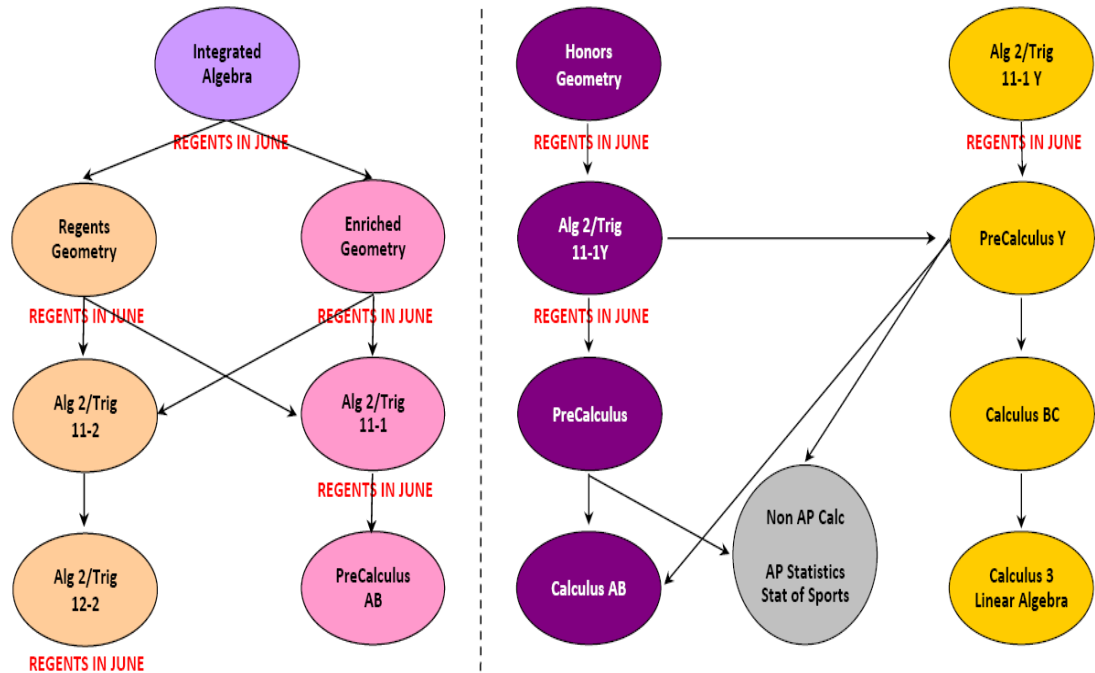 Integrated
Algebra
REGENTS IN JUNE
Regents
Geometry
Enriched
Geometry
REGENTS IN JUNE
REGENTS IN JUNE
Alg 2/Trig
11-2
Alg 2/Trig
11-1
REGENTS IN JUNE
Alg 2/Trig
12-2
PreCalculus
AB
REGENTS IN JUNE
Honors
Geometry
Alg 2/Trig
11-1 Y
REGENTS IN JUNE
REGENTS IN JUNE
Alg 2/Trig
11-1Y
PreCalculus Y
REGENTS IN JUNE
PreCalculus
Calculus BC
Non AP Calc
AP Statistics
Stat of Sports
Calculus AB
Calculus 3
Linear Algebra